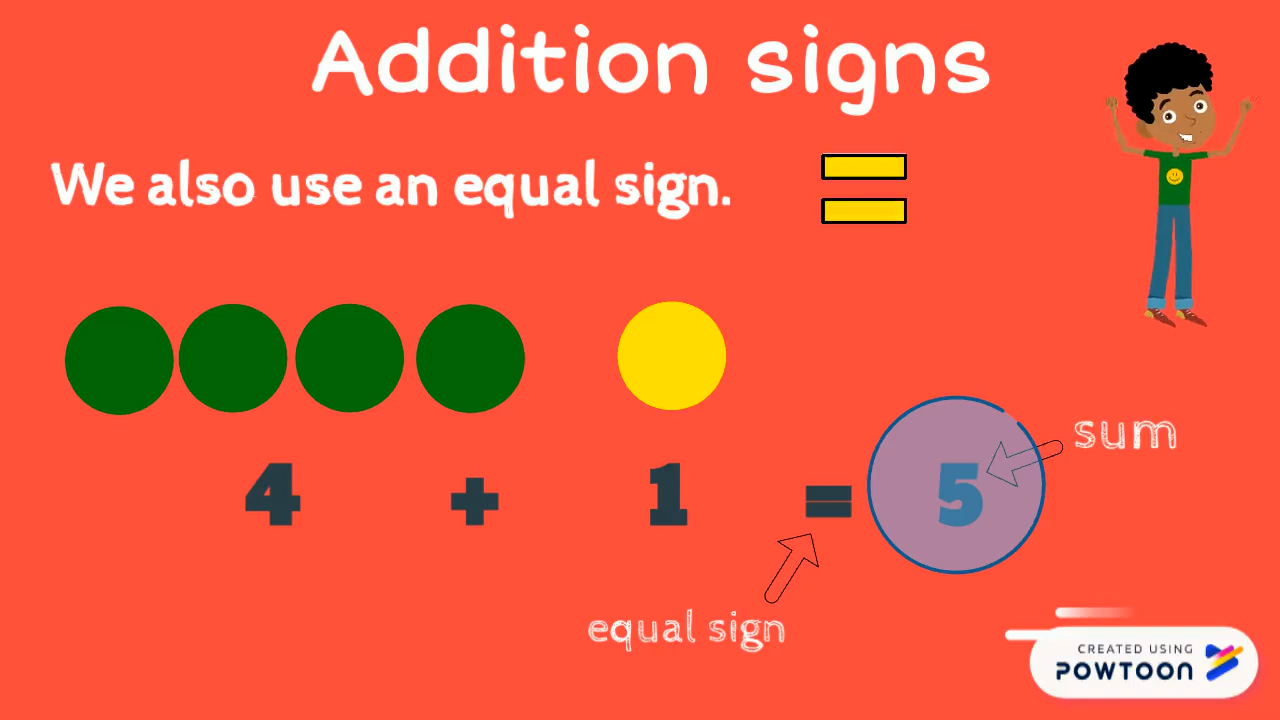 Addition signs
We also use an equal sign. =
4 + 1 = 5
sum
equal sign
CREATED USING
POWTOON